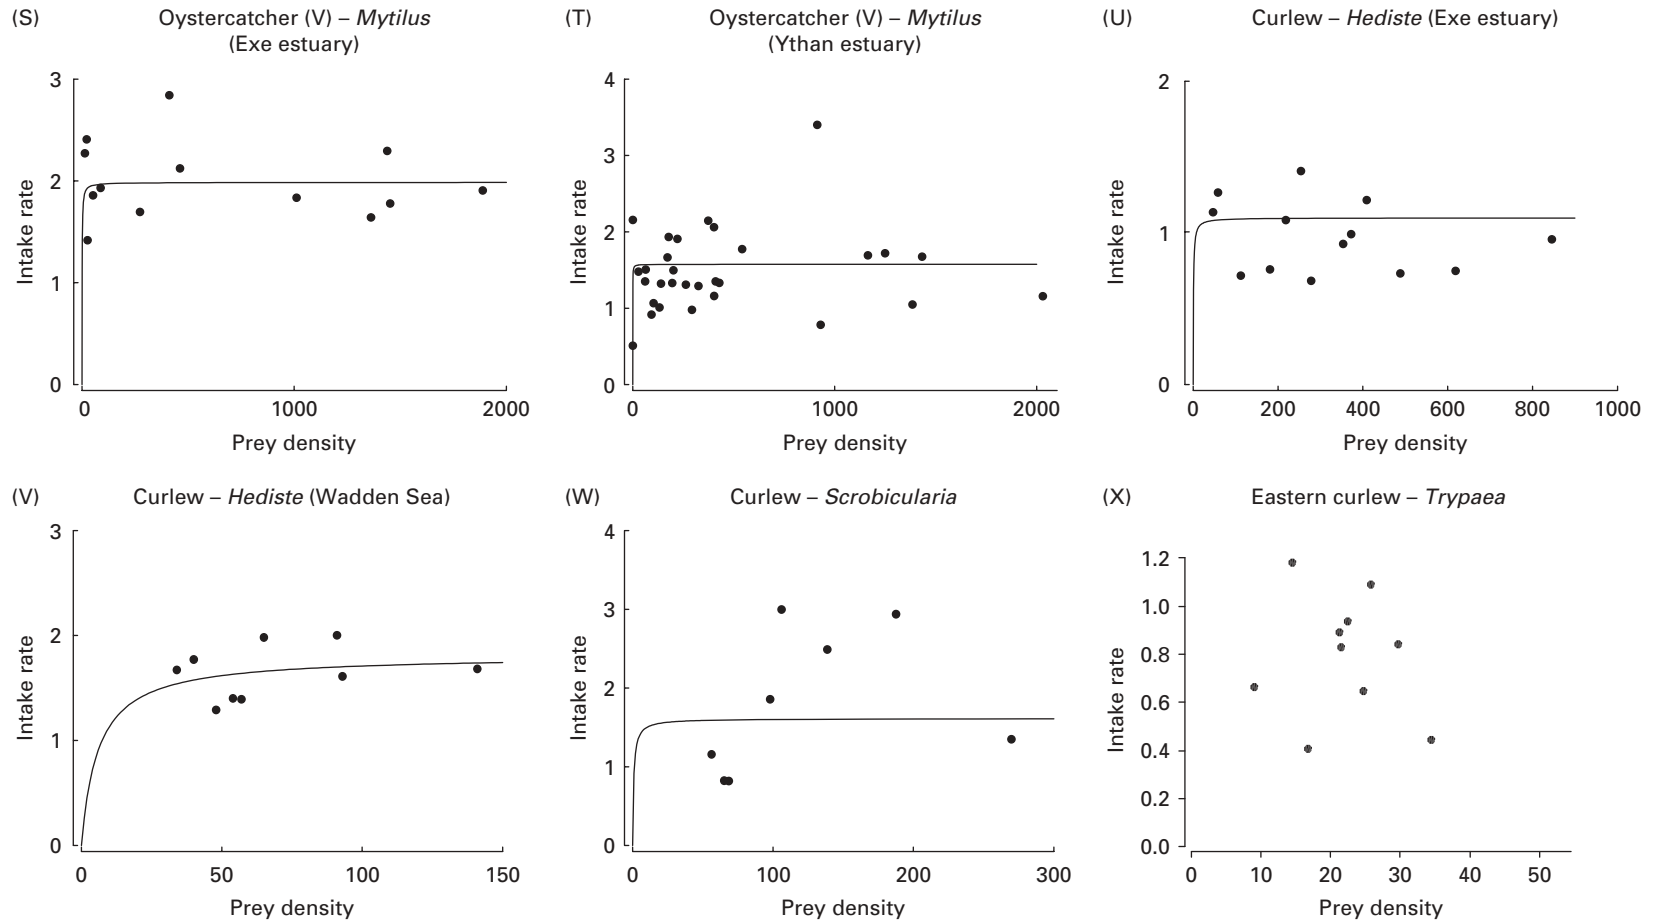 (S)
Oystercatcher (V) – Mytilus
(Exe estuary)
3
2
1
0
Intake rate
0 1000 2000
Prey density
(T)
Oystercatcher (V) – Mytilus
(Ythan estuary)
4
3
2
1
0
Intake rate
0 1000 2000
Prey density
(U)
Curlew – Hediste (Exe estuary)
2
1
0
Intake rate
0 200 400 600 800 1000
Prey density
(V)
Curlew – Hediste (Wadden Sea)
3
2
1
0
Intake rate
0 50 100 150
Prey density
(W)
Curlew – Scrobicularia
4
3
2
1
0
Intake rate
0 100 200 300
Prey density
(X)
Eastern curlew – Trypaea
1.2
1.0
0.8
0.6
0.4
0.2
0.0
Intake rate
0 10 20 30 40 50
Prey density